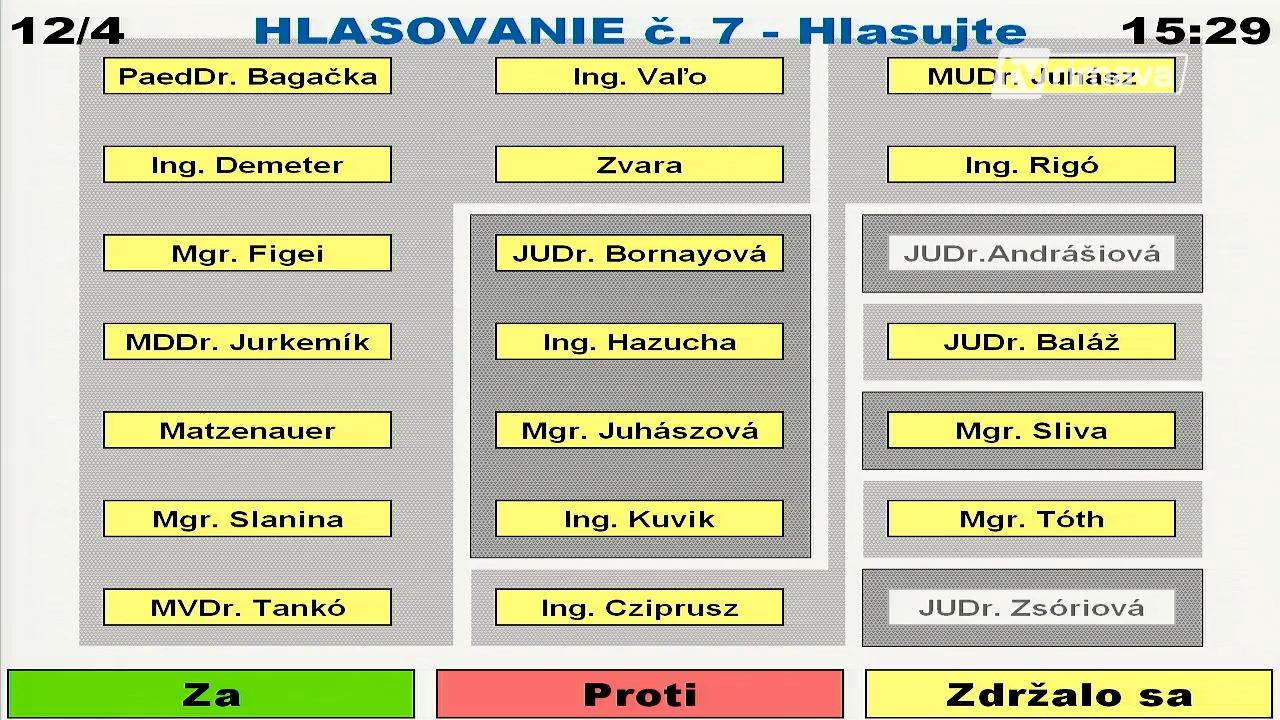 12/4 HLASOVANIE č. 7 - Hlasujte 15:29
PaedDr. Bagačka Ing. Vaľo MUDr. Juhász
Ing. Demeter Zvara Ing. Rigó
Mgr. Figei JUDr. Bornayová JUDr.Andrášiová
MDDr. Jurkemík Ing. Hazucha JUDr. Baláž
Matzenauer Mgr. Juhászová Mgr. Sliva
Mgr. Slanina Ing. Kuvik Mgr. Tóth
MVDr. Tankó Ing. Cziprusz JUDr. Zsóriová
Za Proti Zdržalo sa